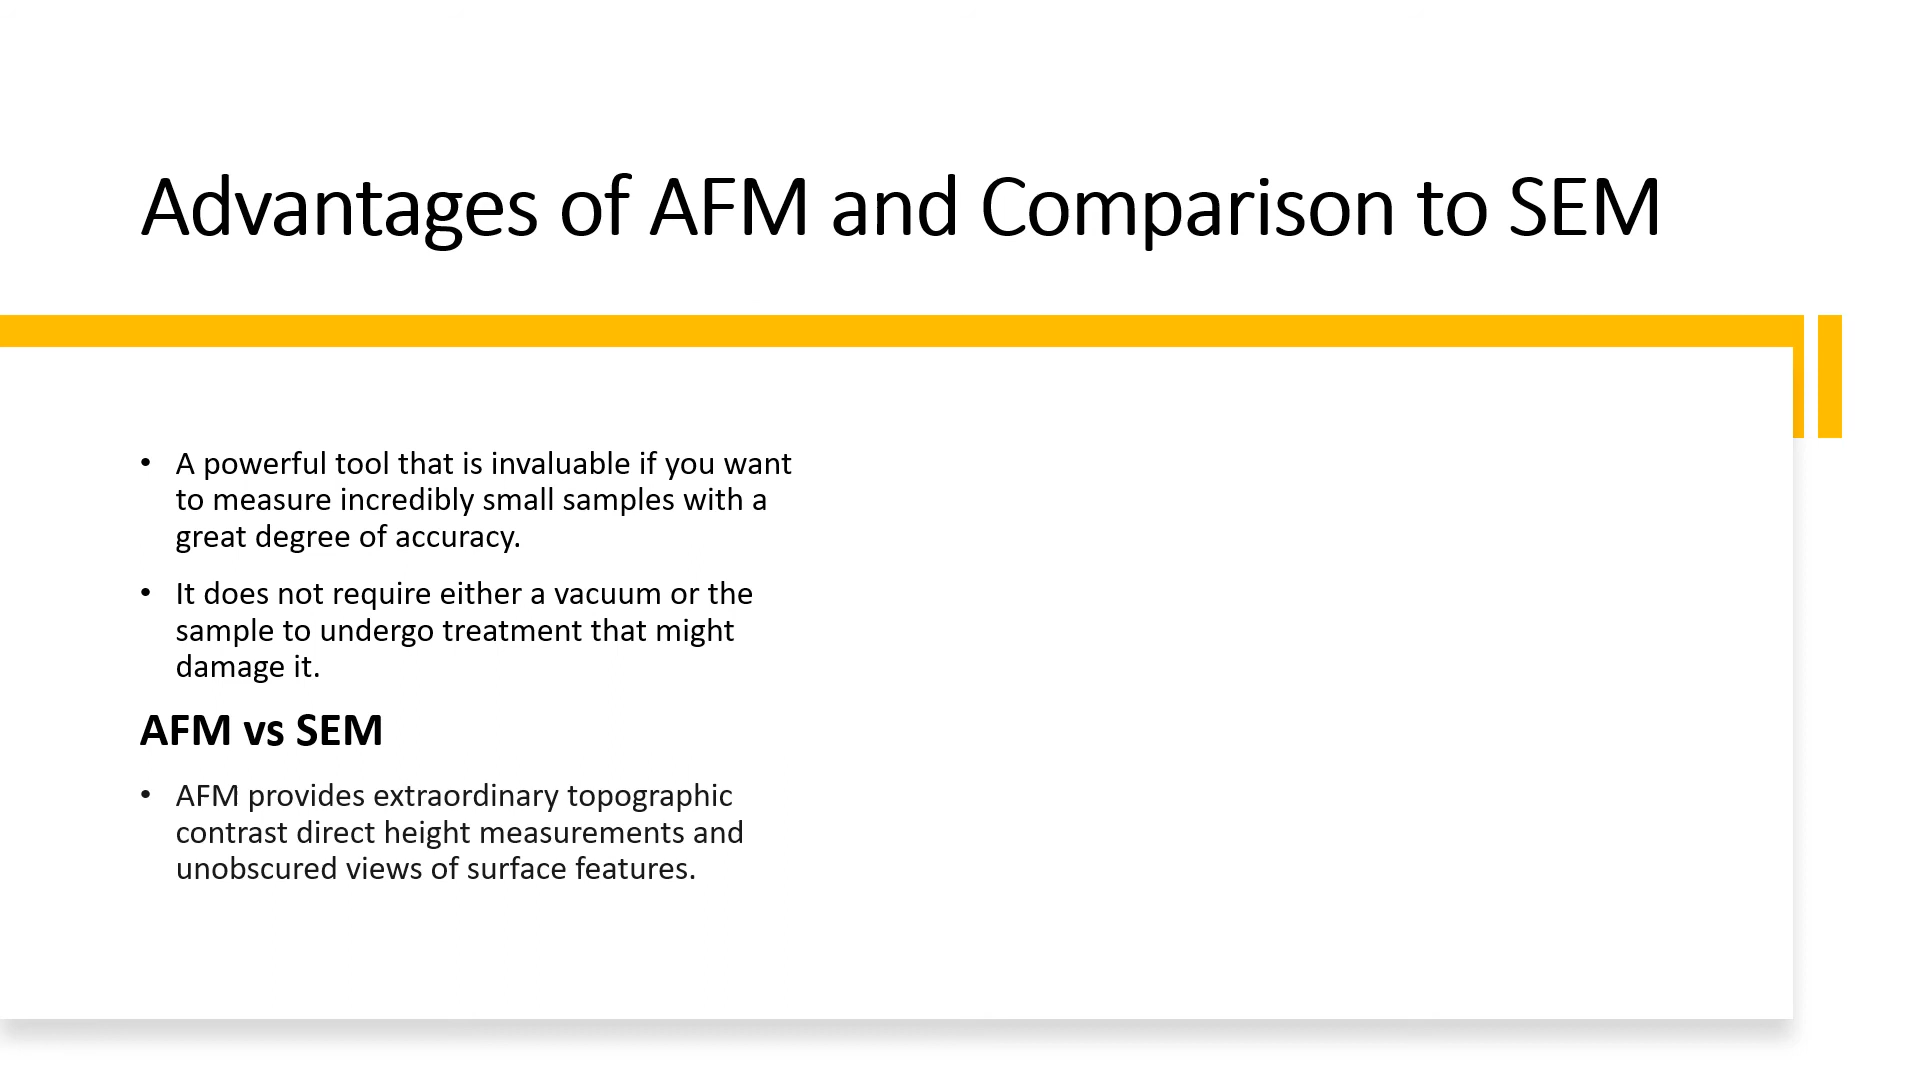 Advantages of AFM and Comparison to SEM
• A powerful tool that is invaluable if you want
to measure incredibly small samples with a
great degree of accuracy.
• It does not require either a vacuum or the
sample to undergo treatment that might
damage it.
AFM vs SEM
• AFM provides extraordinary topographic
contrast direct height measurements and
unobscured views of surface features.